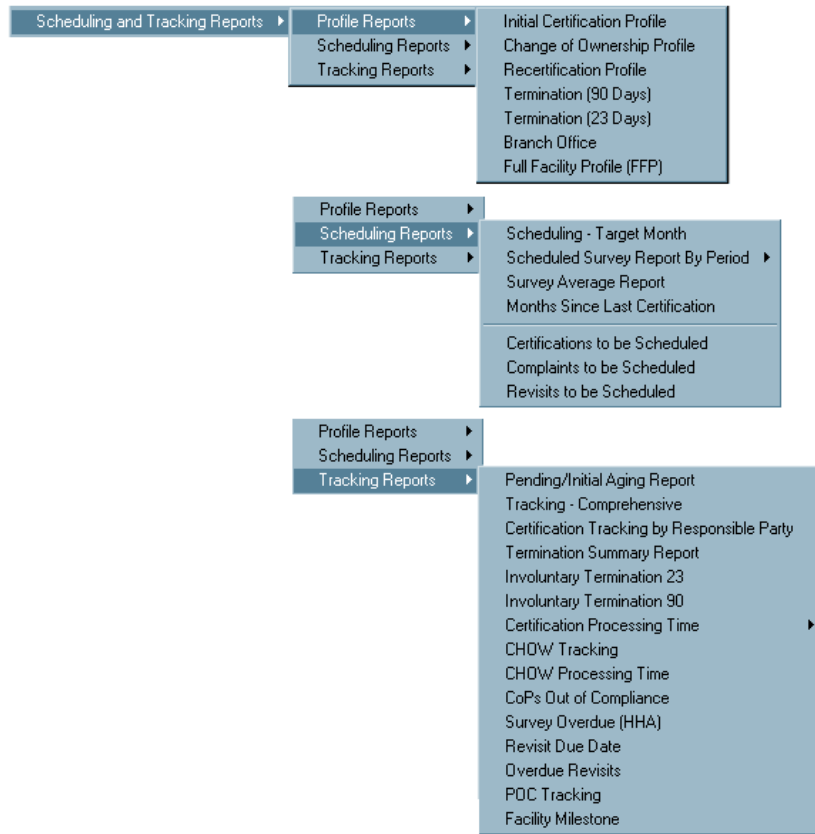 Scheduling and Tracking Reports
Profile Reports
Scheduling Reports
Tracking Reports
Initial Certification Profile
Change of Ownership Profile
Recertification Profile
Termination (90 Days)
Termination (23 Days)
Branch Office
Full Facility Profile (FFP)
Profile Reports
Scheduling Reports
Tracking Reports
Scheduling - Target Month
Scheduled Survey Report By Period
Survey Average Report
Months Since Last Certification
Certifications to be Scheduled
Complaints to be Scheduled
Revisits to be Scheduled
Profile Reports
Scheduling Reports
Tracking Reports
Pending/Initial Aging Report
Tracking - Comprehensive
Certification Tracking by Responsible Party
Termination Summary Report
Involuntary Termination 23
Involuntary Termination 90
Certification Processing Time
CHOW Tracking
CHOW Processing Time
CoPs Out of Compliance
Survey Overdue (HHA)
Revisit Due Date
Overdue Revisits
POC Tracking
Facility Milestone